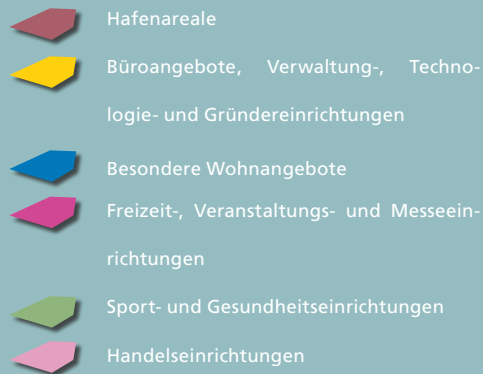 Hafenareale
Büroangebote, Verwaltung-, Techno-
logie- und Gründereinrichtungen
Besondere Wohnangebote
Freizeit-, Veranstaltungs- und Messeein-
richtungen
Sport- und Gesundheitseinrichtungen
Handelseinrichtungen